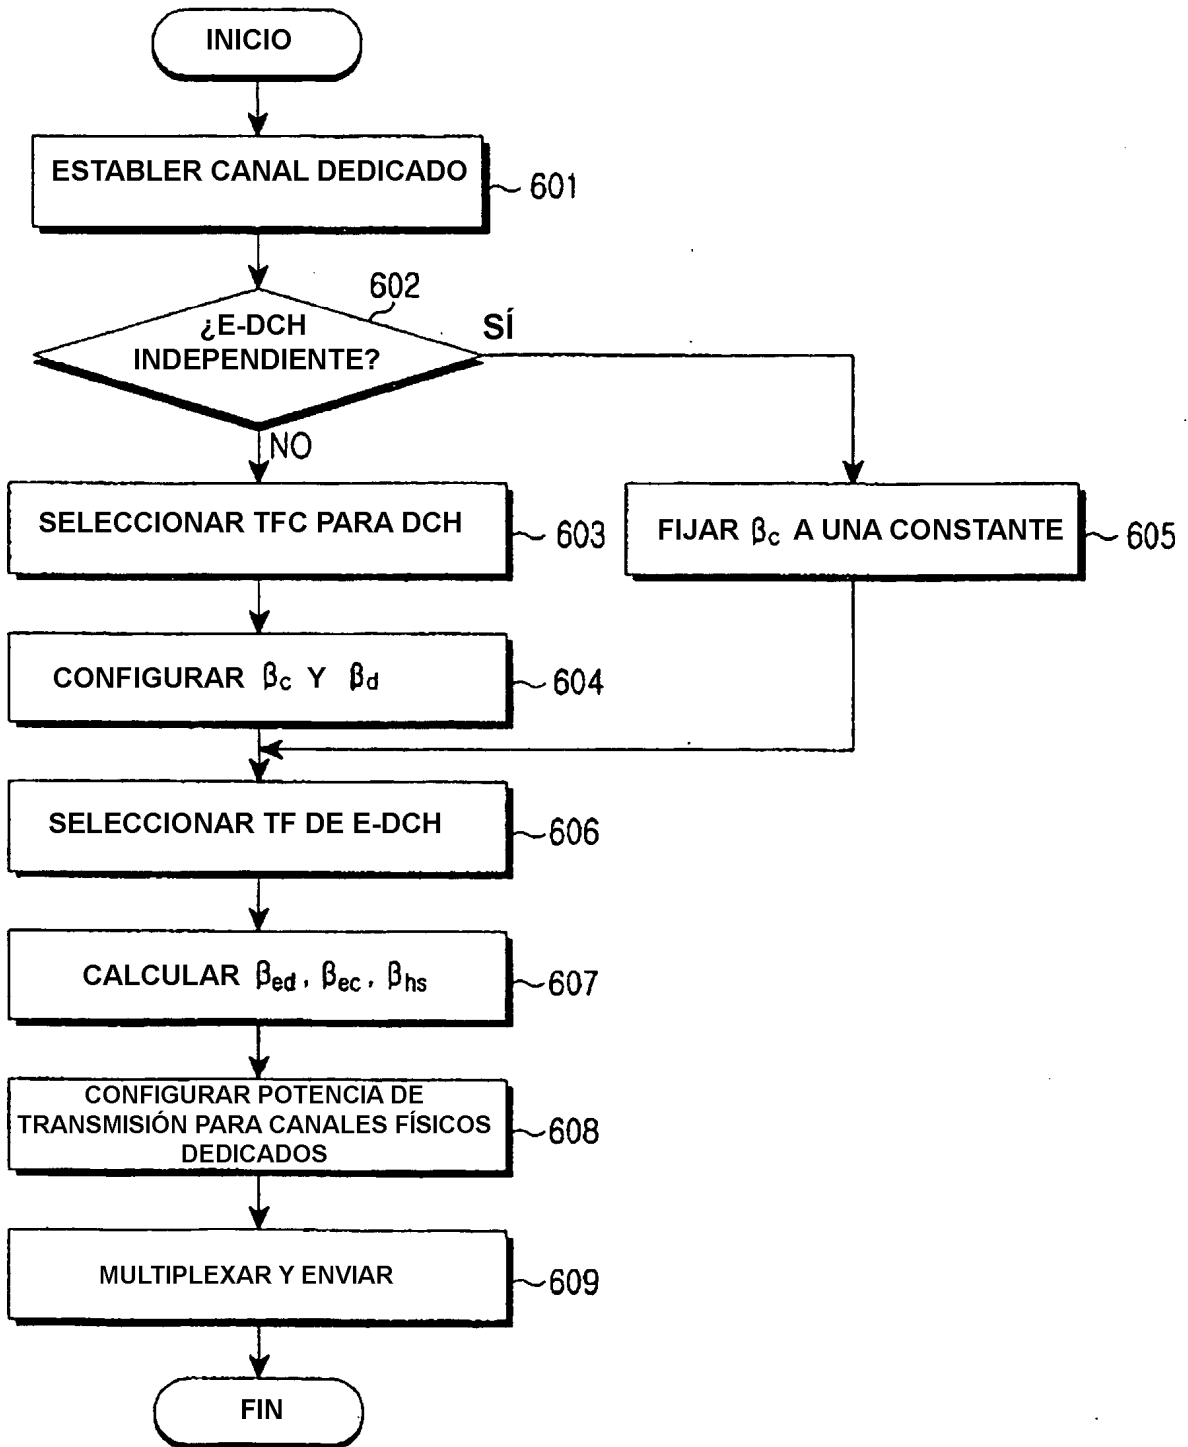 INICIO
ESTABLER CANAL DEDICADO
601
602
¿E-DCH
INDEPENDIENTE?
SÍ
NO
SELECCIONAR TFC PARA DCH
603
FIJAR βc A UNA CONSTANTE
605
CONFIGURAR βc Y βd
604
SELECCIONAR TF DE E-DCH
606
CALCULAR βed, βec, βhs
607
CONFIGURAR POTENCIA DE
TRANSMISIÓN PARA CANALES FÍSICOS
DEDICADOS
608
MULTIPLEXAR Y ENVIAR
609
FIN